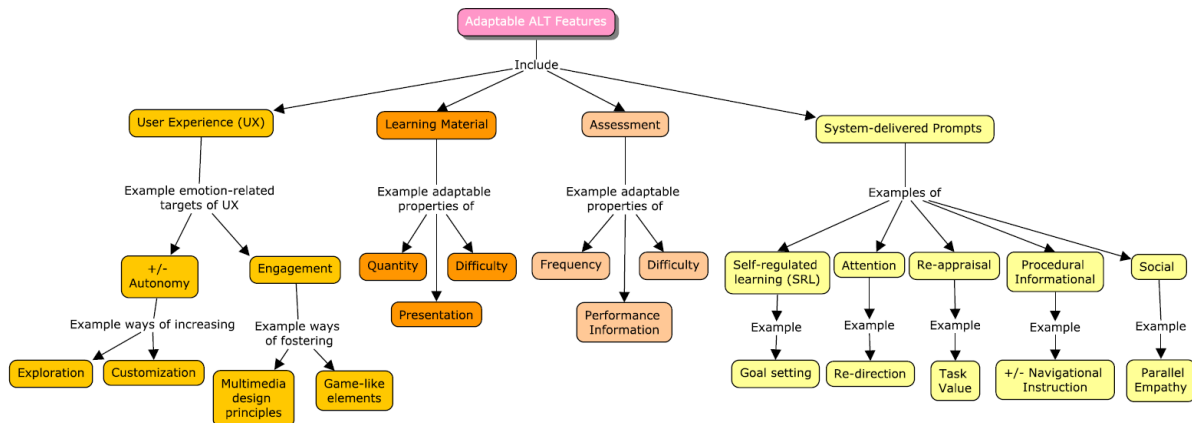 Adaptable ALT Features
Include
User Experience (UX)
Learning Material
Assessment
System-delivered Prompts
Example emotion-related
targets of UX
Example adaptable
properties of
Example adaptable
properties of
Examples of
+/-
Autonomy
Engagement
Quantity
Difficulty
Presentation
Frequency
Difficulty
Performance
Information
Self-regulated
learning (SRL)
Attention
Re-appraisal
Procedural
Informational
Social
Example ways of increasing
Example ways
of fostering
Example
Example
Example
Example
Example
Exploration
Customization
Multimedia
design
principles
Game-like
elements
Goal setting
Re-direction
Task
Value
+/- Navigational
Instruction
Parallel
Empathy